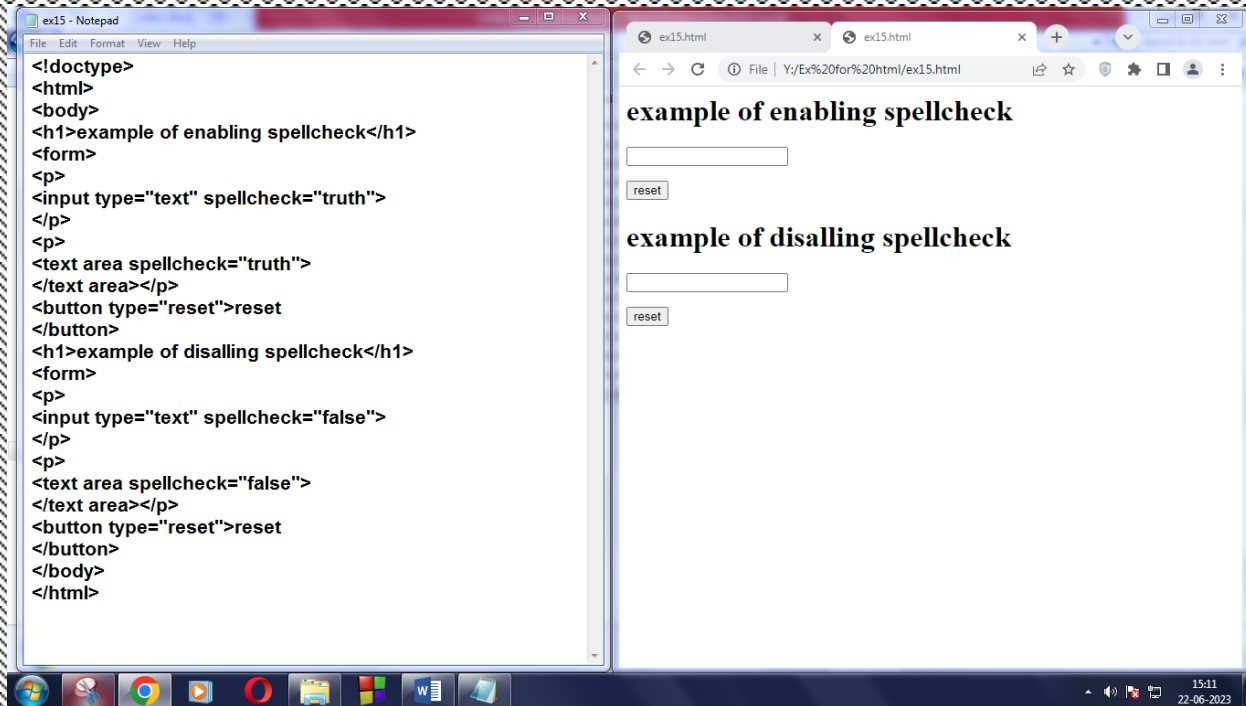 ex15 - Notepad
File Edit Format View Help
<!doctype>
<html>
<body>
<h1>example of enabling spellcheck</h1>
<form>
<p>
<input type="text" spellcheck="truth">
</p>
<p>
<text area spellcheck="truth">
</text area></p>
<button type="reset">reset
</button>
<h1>example of disalling spellcheck</h1>
<form>
<p>
<input type="text" spellcheck="false">
</p>
<p>
<text area spellcheck="false">
</text area></p>
<button type="reset">reset
</button>
</body>
</html>
ex15.html
ex15.html
File Y:/Ex%20for%20html/ex15.html
example of enabling spellcheck
reset
example of disalling spellcheck
reset
W
15:11
22-06-2023